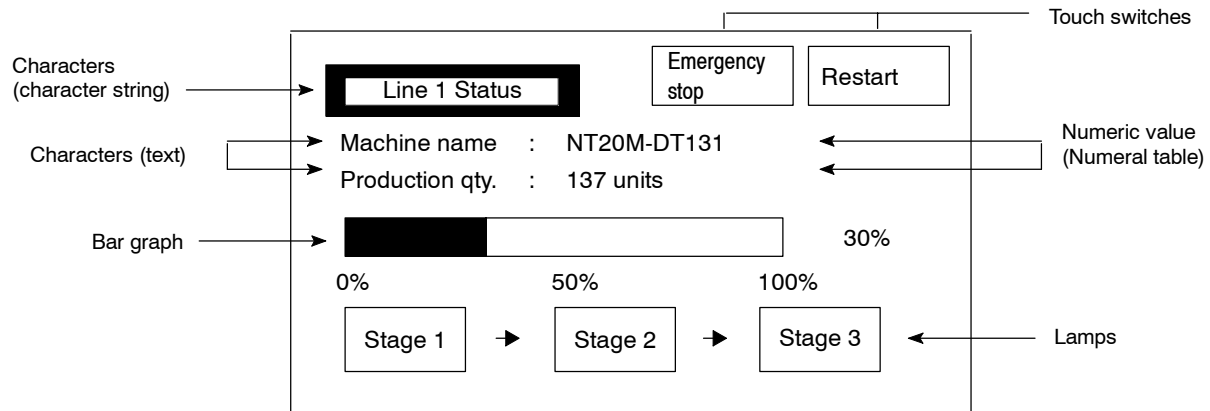 Touch switches
Characters
(character string)
Line 1 Status
Emergency
stop
Restart
Characters (text)
Machine name : NT20M-DT131
Production qty. : 137 units
Numeric value
(Numeral table)
Bar graph
30%
0% 50% 100%
Stage 1 Stage 2 Stage 3
Lamps